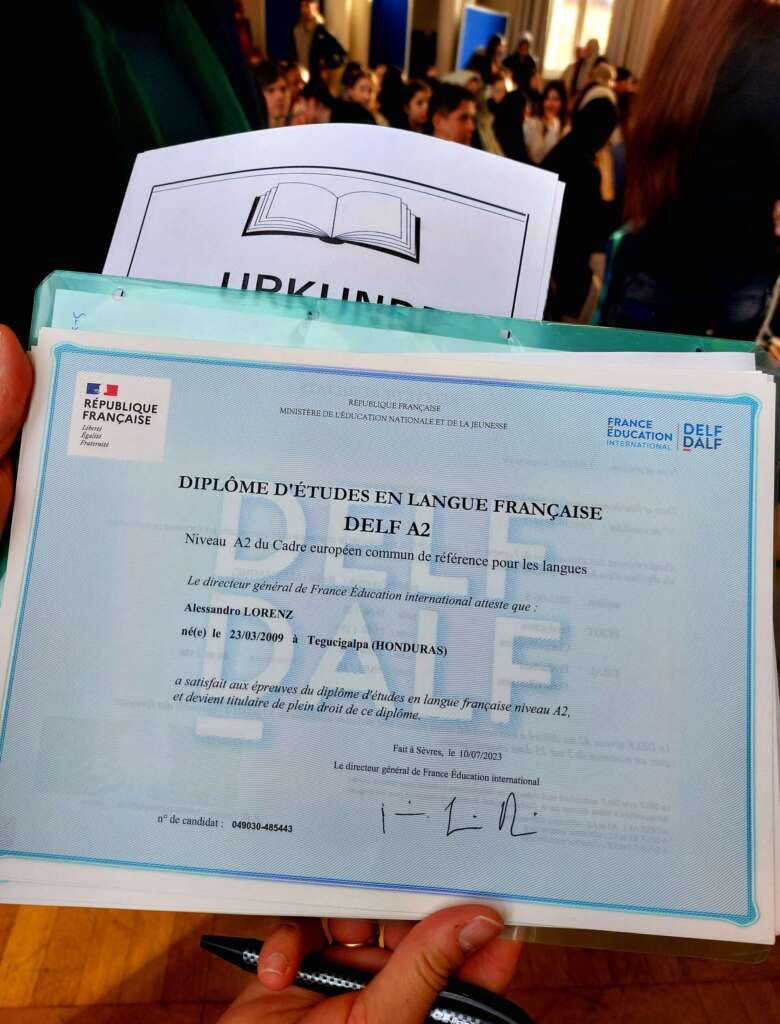 URKUNDE
RÉPUBLIQUE
FRANÇAISE
Liberté
Égalité
Fraternité
RÉPUBLIQUE FRANÇAISE
MINISTÈRE DE L'ÉDUCATION NATIONALE ET DE LA JEUNESSE
FRANCE
ÉDUCATION
INTERNATIONAL
DELF
DALF
DIPLÔME D'ÉTUDES EN LANGUE FRANÇAISE
DELF A2
Niveau A2 du Cadre européen commun de référence pour les langues
Le directeur général de France Éducation international atteste que :
Alessandro LORENZ
né(e) le 23/03/2009 à Tegucigalpa (HONDURAS)
DELF
DALF
a satisfait aux épreuves du diplôme d'études en langue française niveau A2,
et devient titulaire de plein droit de ce diplôme.
Fait à Sèvres, le 10/07/2023
Le directeur général de France Éducation international
n° de candidat : 049030-485443